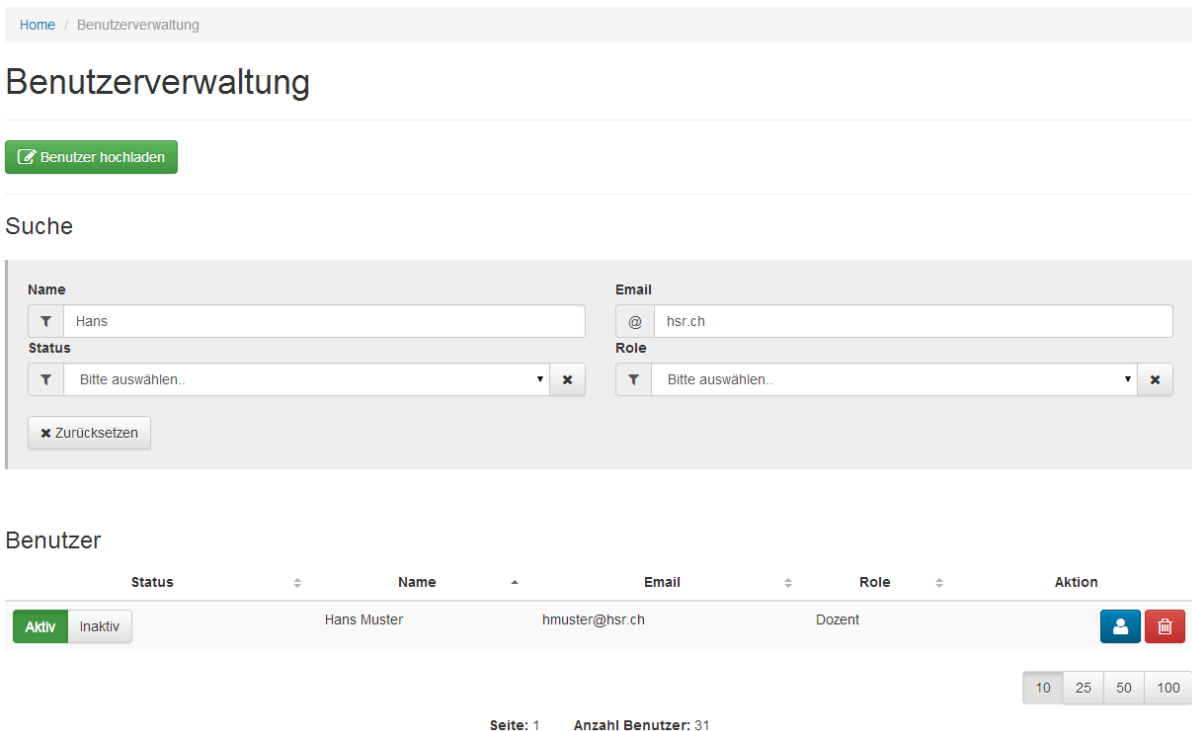 Home / Benutzerverwaltung
Benutzerverwaltung
Benutzer hochladen
Suche
Name Email
Hans @ hsr.ch
Status Role
Bitte auswählen.. Bitte auswählen..
Zurücksetzen
Benutzer
Status Name Email Role Aktion
Aktiv Inaktiv Hans Muster hmuster@hsr.ch Dozent
10 25 50 100
Seite: 1 Anzahl Benutzer: 31